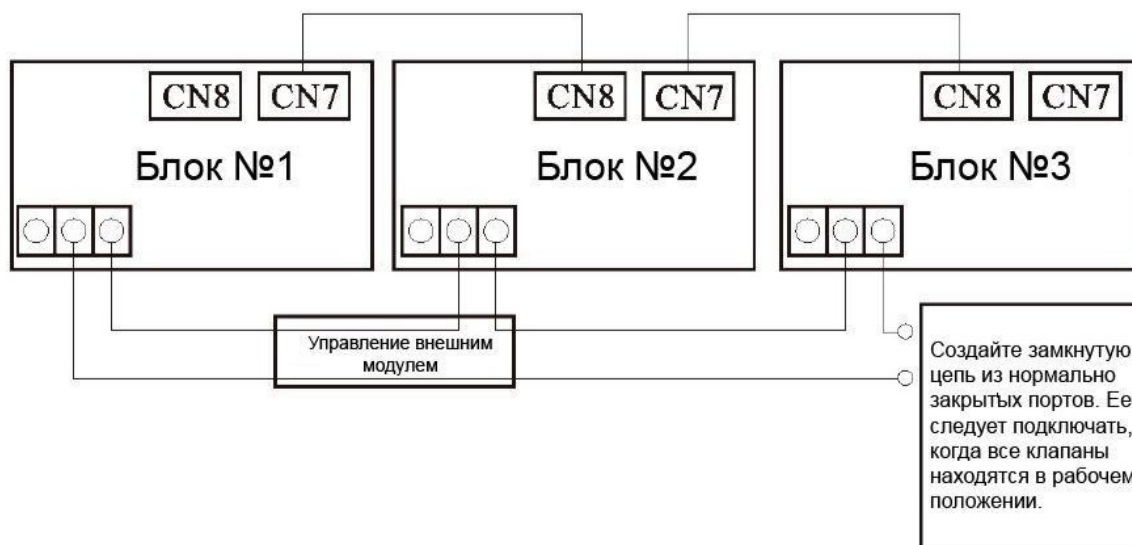 CN8 CN7 CN8 CN7 CN8 CN7
Блок №1 Блок №2 Блок №3
Управление внешним
модулем
Создайте замкнутую
цепь из нормально
закрытых портов. Ее
следует подключать,
когда все клапаны
находятся в рабочем
положении.